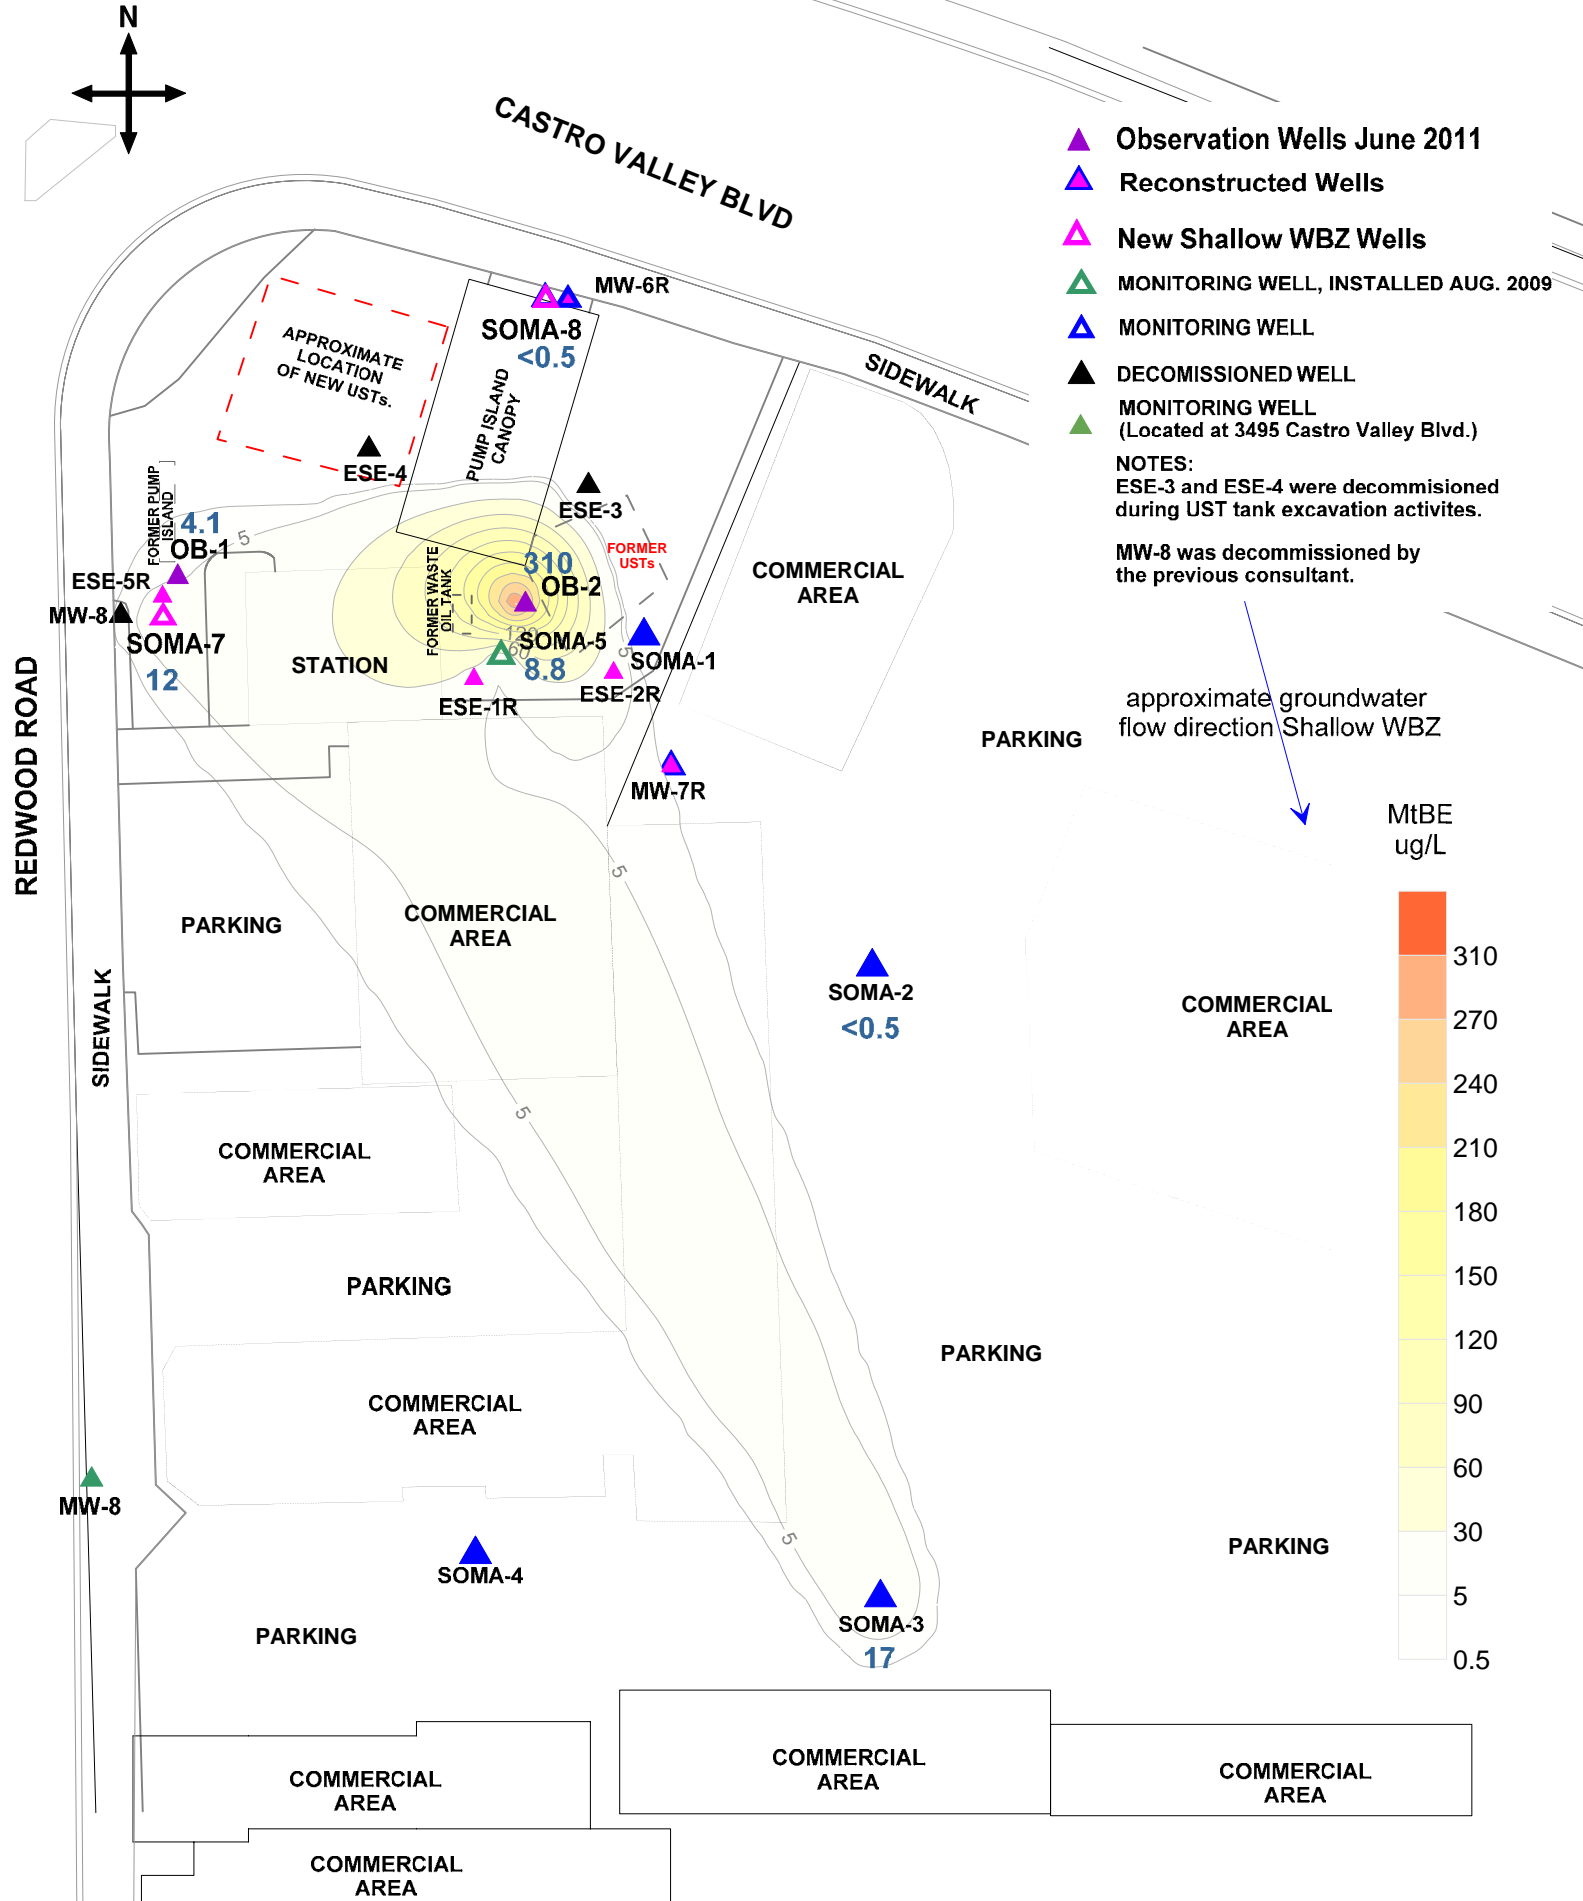 N
CASTRO VALLEY BLVD
Observation Wells June 2011
Reconstructed Wells
New Shallow WBZ Wells
MONITORING WELL, INSTALLED AUG. 2009
MONITORING WELL
DECOMISSIONED WELL
MONITORING WELL
(Located at 3495 Castro Valley Blvd.)
NOTES:
ESE-3 and ESE-4 were decommisioned
during UST tank excavation activites.
MW-8 was decommissioned by
the previous consultant.
approximate groundwater
flow direction Shallow WBZ
MW-6R
SOMA-8
<0.5
SIDEWALK
APPROXIMATE
LOCATION
OF NEW USTs.
PUMP ISLAND
CANOPY
ESE-4
ESE-3
FORMER PUMP
ISLAND
4.1
OB-1
5
FORMER
USTs
310
OB-2
COMMERCIAL
AREA
ESE-5R
MW-8
SOMA-7
12
FORMER WASTE
OIL TANK
STATION
120
60
SOMA-5
8.8
5
SOMA-1
ESE-2R
ESE-1R
PARKING
MW-7R
REDWOOD ROAD
MtBE
ug/L
310
270
240
210
180
150
120
90
60
30
5
0.5
5
PARKING
COMMERCIAL
AREA
SOMA-2
<0.5
COMMERCIAL
AREA
SIDEWALK
5
COMMERCIAL
AREA
PARKING
PARKING
COMMERCIAL
AREA
MW-8
5
SOMA-4
PARKING
SOMA-3
17
PARKING
COMMERCIAL
AREA
COMMERCIAL
AREA
COMMERCIAL
AREA
COMMERCIAL
AREA